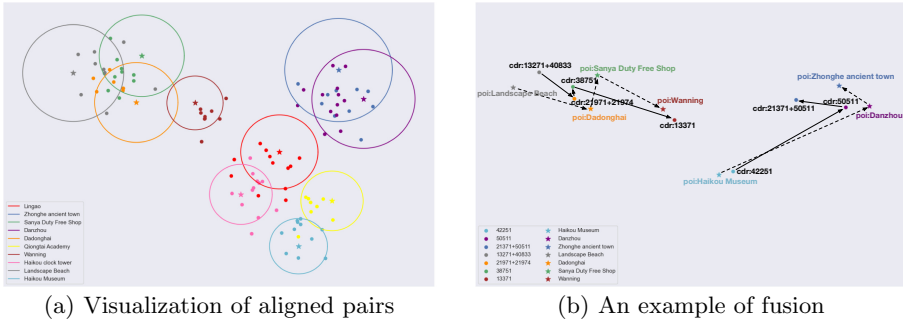 Lingao
Zhonghe ancient town
Sanya Duty Free Shop
Danzhou
Dadonghai
Qiongtai Academy
Wanning
Haikou clock tower
Landscape Beach
Haikou Museum
(a) Visualization of aligned pairs
cdr:13271+40833
poi:Sanya Duty Free Shop
cdr:38751
poi:Landscape Beach
cdr:21971+21974
poi:Dadonghai
poi:Wanning
cdr:13371
poi:Zhonghe ancient town
cdr:21371+50511
cdr:50511
poi:Danzhou
cdr:42251
poi:Haikou Museum
42251 Haikou Museum
50511 Danzhou
21371+50511 Zhonghe ancient town
13271+40833 Landscape Beach
21971+21974 Dadonghai
38751 Sanya Duty Free Shop
13371 Wanning
(b) An example of fusion